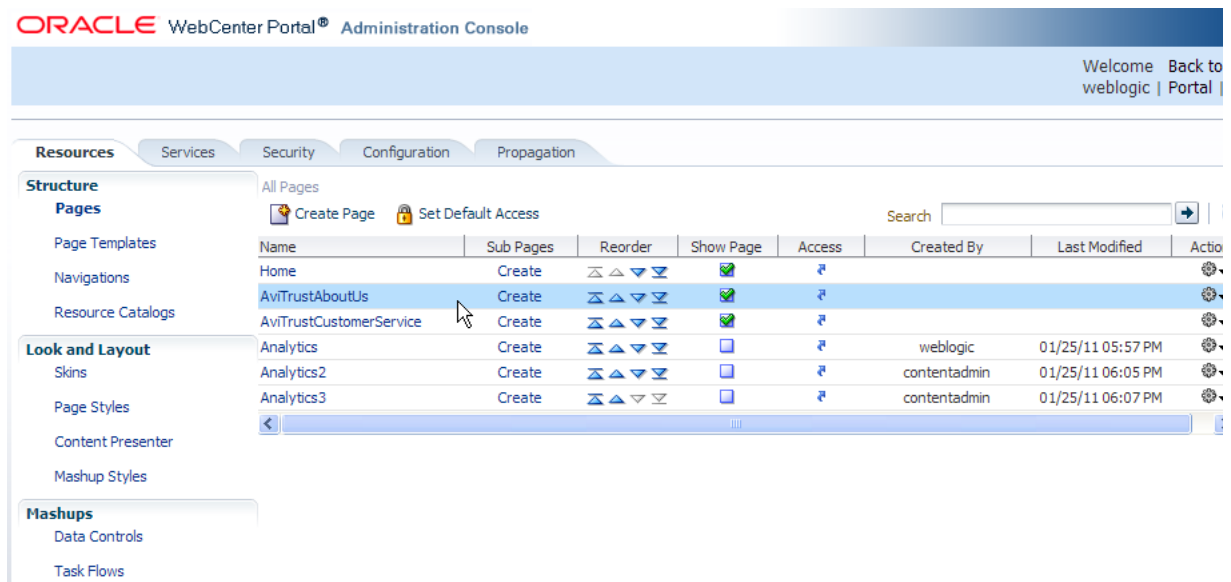 ORACLE WebCenter Portal® Administration Console
Welcome Back to
weblogic | Portal |
Resources Services Security Configuration Propagation
Structure
Pages
Page Templates
Navigations
Resource Catalogs
Look and Layout
Skins
Page Styles
Content Presenter
Mashup Styles
Mashups
Data Controls
Task Flows
All Pages
Create Page Set Default Access Search
Name Sub Pages Reorder Show Page Access Created By Last Modified Actio
Home Create
AviTrustAboutUs Create
AviTrustCustomerService Create
Analytics Create weblogic 01/25/11 05:57 PM
Analytics2 Create contentadmin 01/25/11 06:05 PM
Analytics3 Create contentadmin 01/25/11 06:07 PM